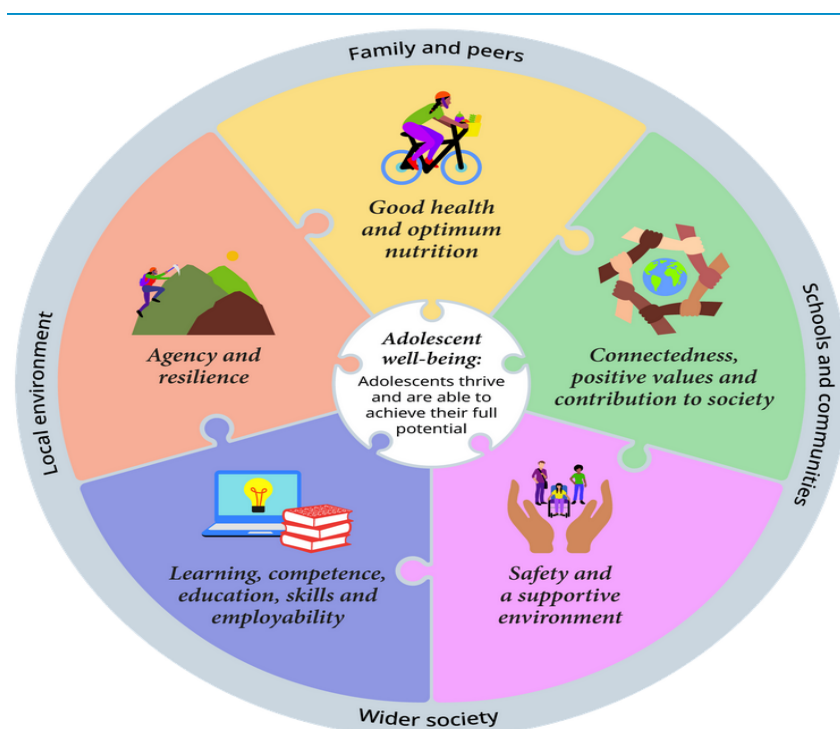 Family and peers
Good health
and optimum
nutrition
Schools and communities
Connectedness,
positive values and
contribution to society
Local environment
Agency and
resilience
Adolescent
well-being:
Adolescents thrive
and are able to
achieve their full
potential
Learning, competence,
education, skills and
employability
Safety and
a supportive
environment
Wider society